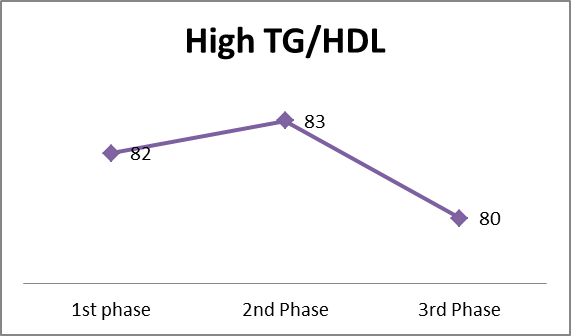 High TG/HDL
83
82
80
1st phase
2nd Phase
3rd Phase